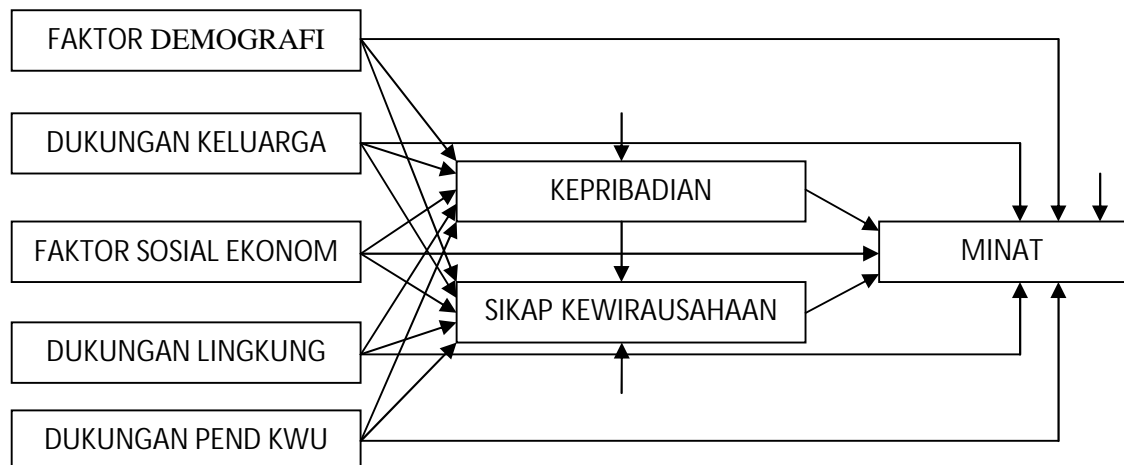 FAKTOR DEMOGRAFI
DUKUNGAN KELUARGA
KEPRIBADIAN
FAKTOR SOSIAL EKONOM
MINAT
SIKAP KEWIRAUSAHAAN
DUKUNGAN LINGKUNG
DUKUNGAN PEND KWU